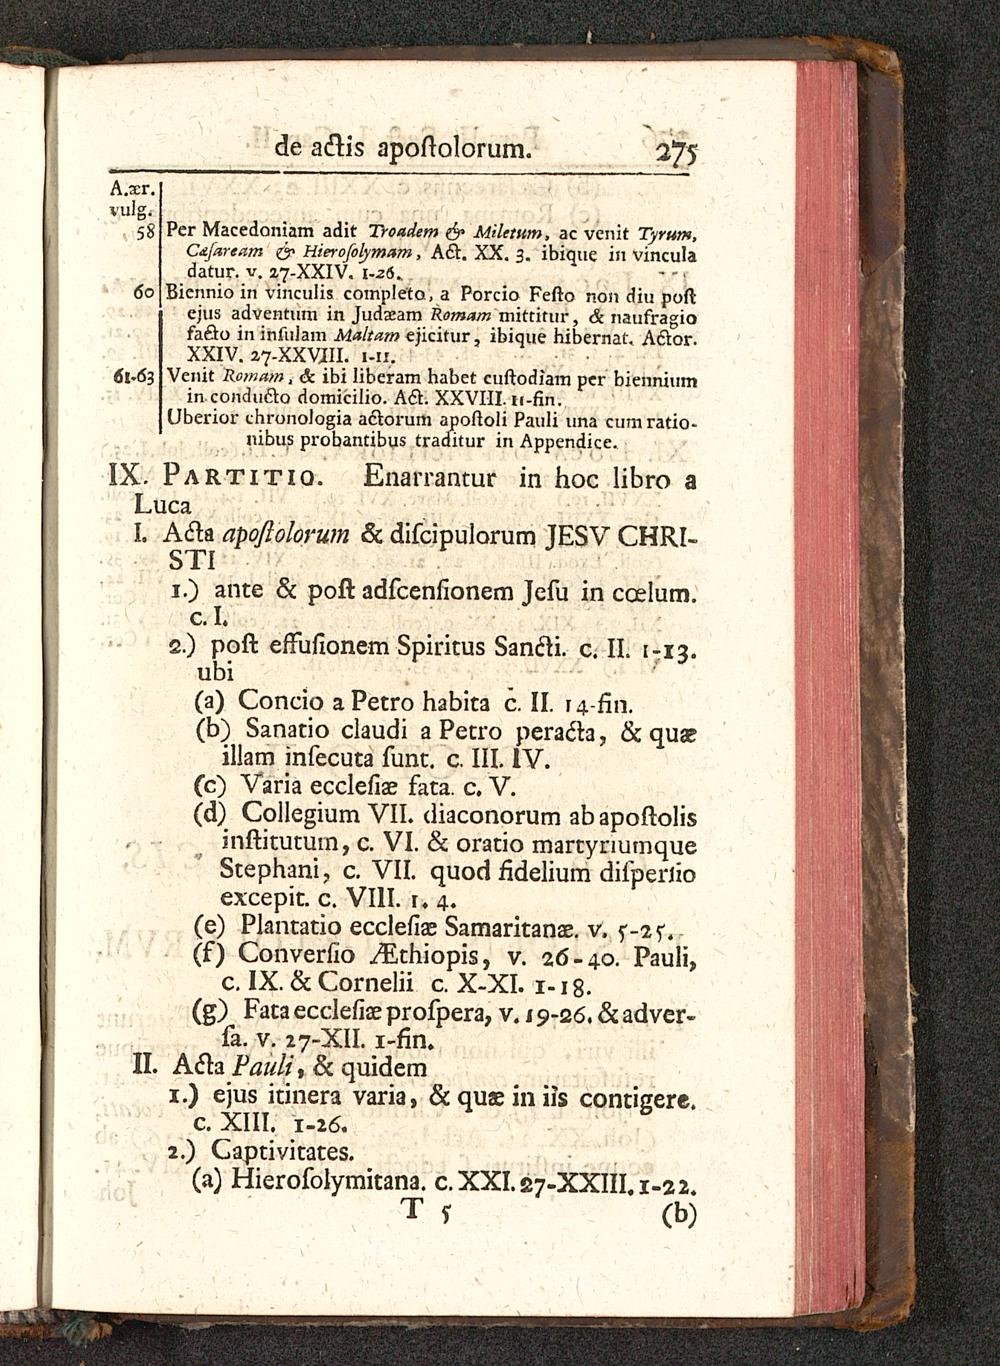 de actis apoſtolorum. 275
A.ær.
vulg.
58 Per Macedoniam adit Troadem & Miletum, ac venit Tyrum,
Cæſaream & Hieroſolymam, Act. XX. 3. ibique in vincula
datur. v. 27-XXIV. 1-26.
60 Biennio in vinculis completo, a Porcio Feſto non diu poſt
ejus adventum in Judæam Romam mittitur, & naufragio
facto in inſulam Maltam ejicitur, ibique hibernat. Actor.
XXIV. 27-XXVIII. 1-11.
61-63 Venit Romam, & ibi liberam habet cuſtodiam per biennium
in conducto domicilio. Act. XXVIII. 11-fin.
Uberior chronologia actorum apoſtoli Pauli una cum ratio-
nibus probantibus traditur in Appendice.
IX. PARTITIO. Enarrantur in hoc libro a
Luca
I. Acta apoſtolorum & diſcipulorum JESV CHRI-
STI
1.) ante & poſt adſcenſionem Jeſu in cœlum.
c. I.
2.) poſt effuſionem Spiritus Sancti. c. II. 1-13.
ubi
(a) Concio a Petro habita c. II. 14-fin.
(b) Sanatio claudi a Petro peracta, & quæ
illam inſecuta ſunt. c. III. IV.
(c) Varia eccleſiæ fata. c. V.
(d) Collegium VII. diaconorum ab apoſtolis
inſtitutum, c. VI. & oratio martyriumque
Stephani, c. VII. quod fidelium diſperſio
excepit. c. VIII. 1. 4.
(e) Plantatio eccleſiæ Samaritanæ. v. 5-25.
(f) Converſio Æthiopis, v. 26-40. Pauli,
c. IX. & Cornelii c. X-XI. 1-18.
(g) Fata eccleſiæ proſpera, v. 19-26. & adver-
ſa. v. 27-XII. 1-fin.
II. Acta Pauli, & quidem
1.) ejus itinera varia, & quæ in iis contigere.
c. XIII. 1-26.
2.) Captivitates.
(a) Hieroſolymitana. c. XXI. 27-XXIII. 1-22.
T 5 (b)